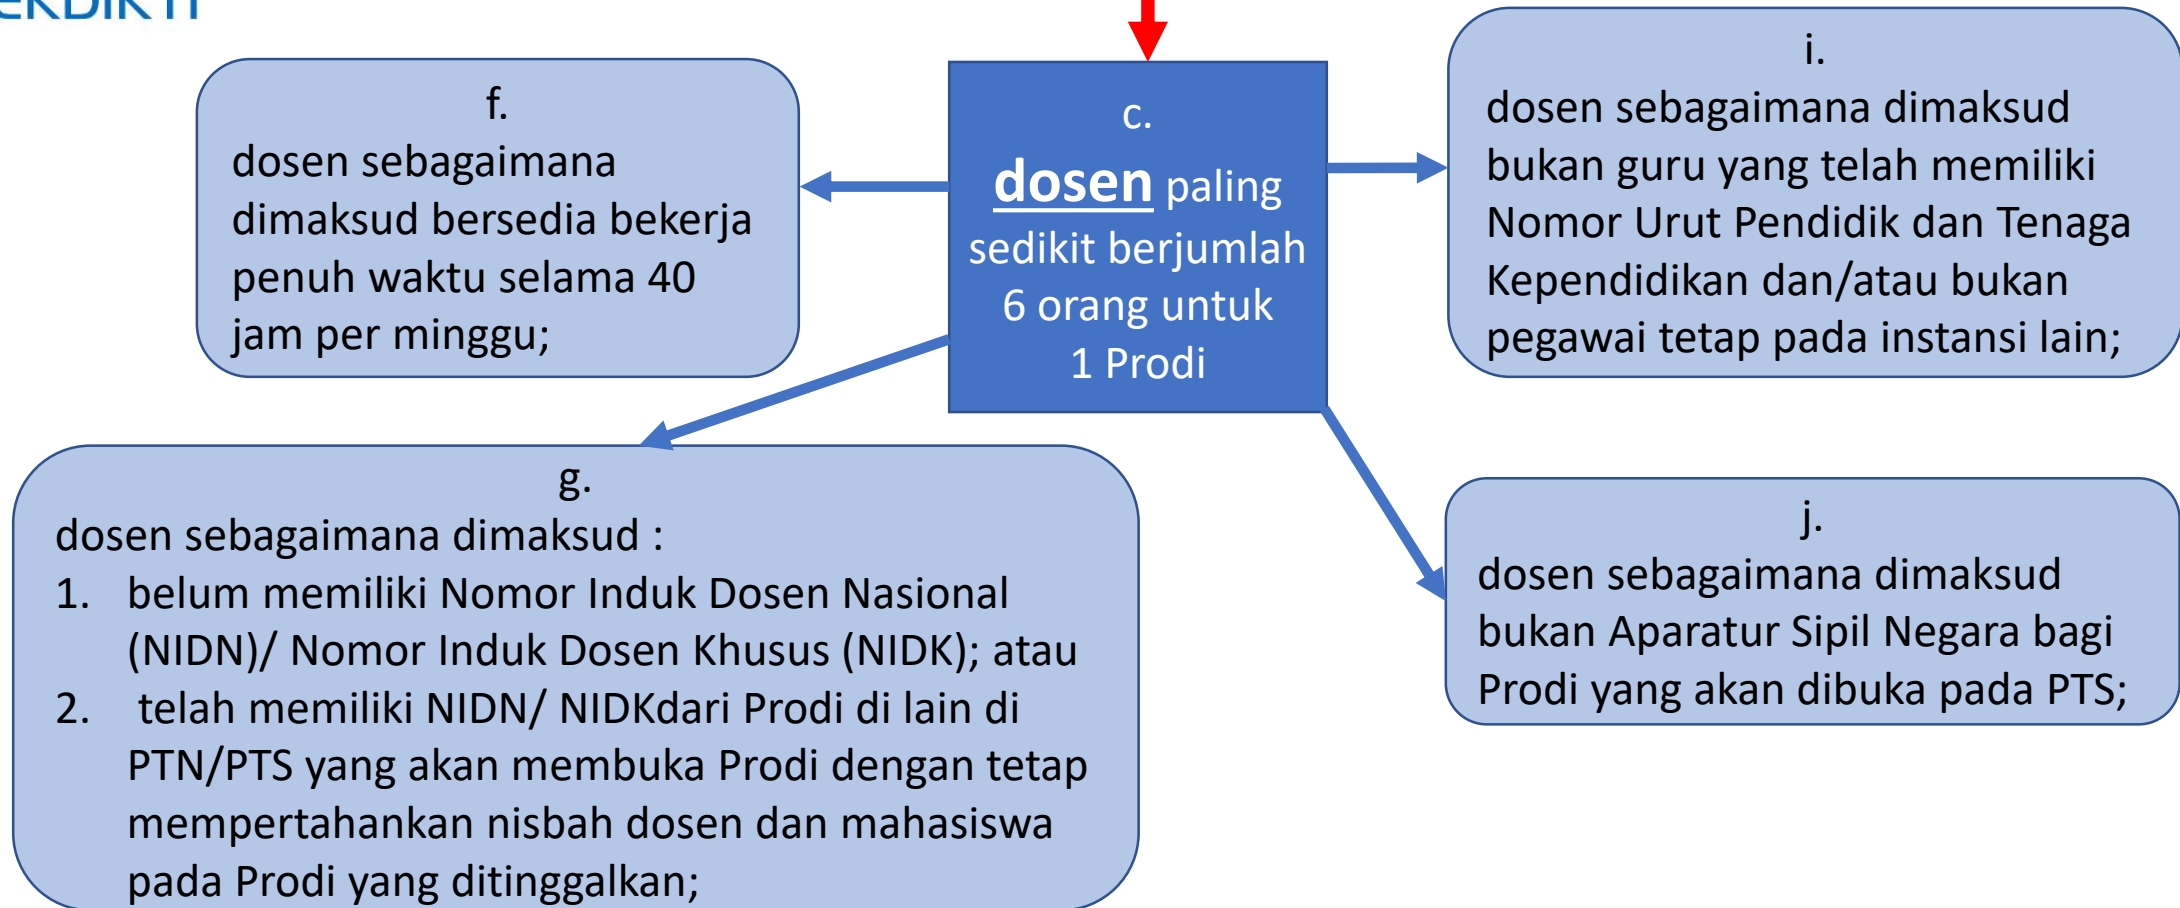 f.
dosen sebagaimana
dimaksud bersedia bekerja
penuh waktu selama 40
jam per minggu;
c.
dosen paling
sedikit berjumlah
6 orang untuk
1 Prodi
i.
dosen sebagaimana dimaksud
bukan guru yang telah memiliki
Nomor Urut Pendidik dan Tenaga
Kependidikan dan/atau bukan
pegawai tetap pada instansi lain;
g.
dosen sebagaimana dimaksud :
1. belum memiliki Nomor Induk Dosen Nasional
(NIDN)/ Nomor Induk Dosen Khusus (NIDK); atau
2. telah memiliki NIDN/ NIDKdari Prodi di lain di
PTN/PTS yang akan membuka Prodi dengan tetap
mempertahankan nisbah dosen dan mahasiswa
pada Prodi yang ditinggalkan;
j.
dosen sebagaimana dimaksud
bukan Aparatur Sipil Negara bagi
Prodi yang akan dibuka pada PTS;